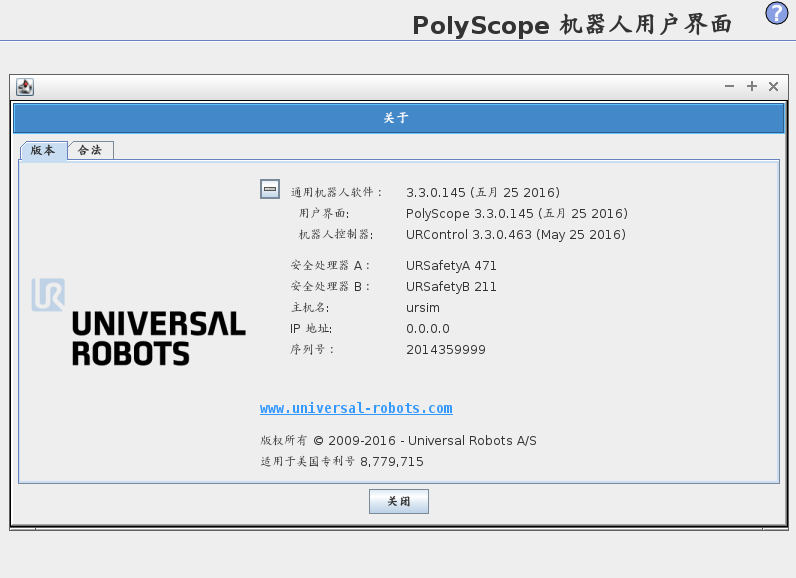 PolyScope 机器人用户界面
?
关于
版本 合法
通用机器人软件： 3.3.0.145 (五月 25 2016)
用户界面: PolyScope 3.3.0.145 (五月 25 2016)
机器人控制器: URControl 3.3.0.463 (May 25 2016)
安全处理器 A： URSafetyA 471
安全处理器 B： URSafetyB 211
主机名: ursim
IP 地址: 0.0.0.0
序列号： 2014359999
UR
UNIVERSAL
ROBOTS
www.universal-robots.com
版权所有 © 2009-2016 - Universal Robots A/S
适用于美国专利号 8,779,715
关闭